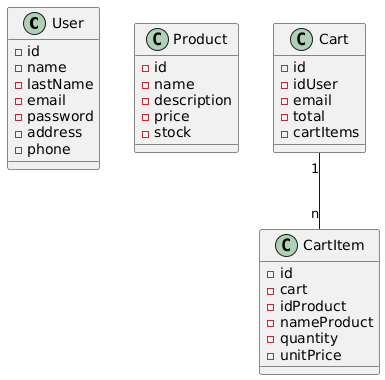 C User
id
name
lastName
email
password
address
phone
C Product
id
name
description
price
stock
C Cart
id
idUser
email
total
cartItems
1
n
C CartItem
id
cart
idProduct
nameProduct
quantity
unitPrice